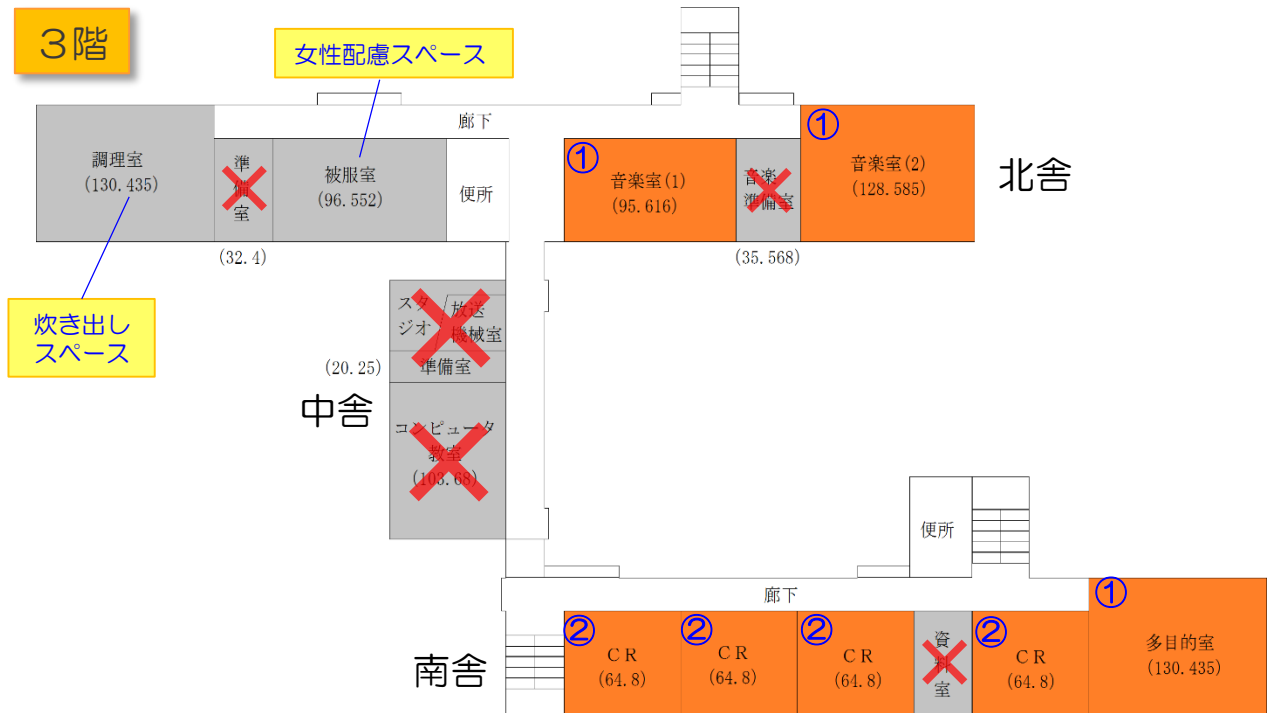 ３階
女性配慮スペース
廊下
調理室
(130.435)
準
備
室
被服室
(96.552)
便所
①
音楽室(1)
(95.616)
音楽
準備室
①
音楽室(2)
(128.585)
北舎
(32.4)
(35.568)
炊き出し
スペース
スタ
ジオ
放送
機械室
(20.25)
準備室
中舎
コンピュータ
教室
(103.68)
便所
廊下
南舎
②
ＣＲ
(64.8)
②
ＣＲ
(64.8)
②
ＣＲ
(64.8)
資
料
室
②
ＣＲ
(64.8)
①
多目的室
(130.435)